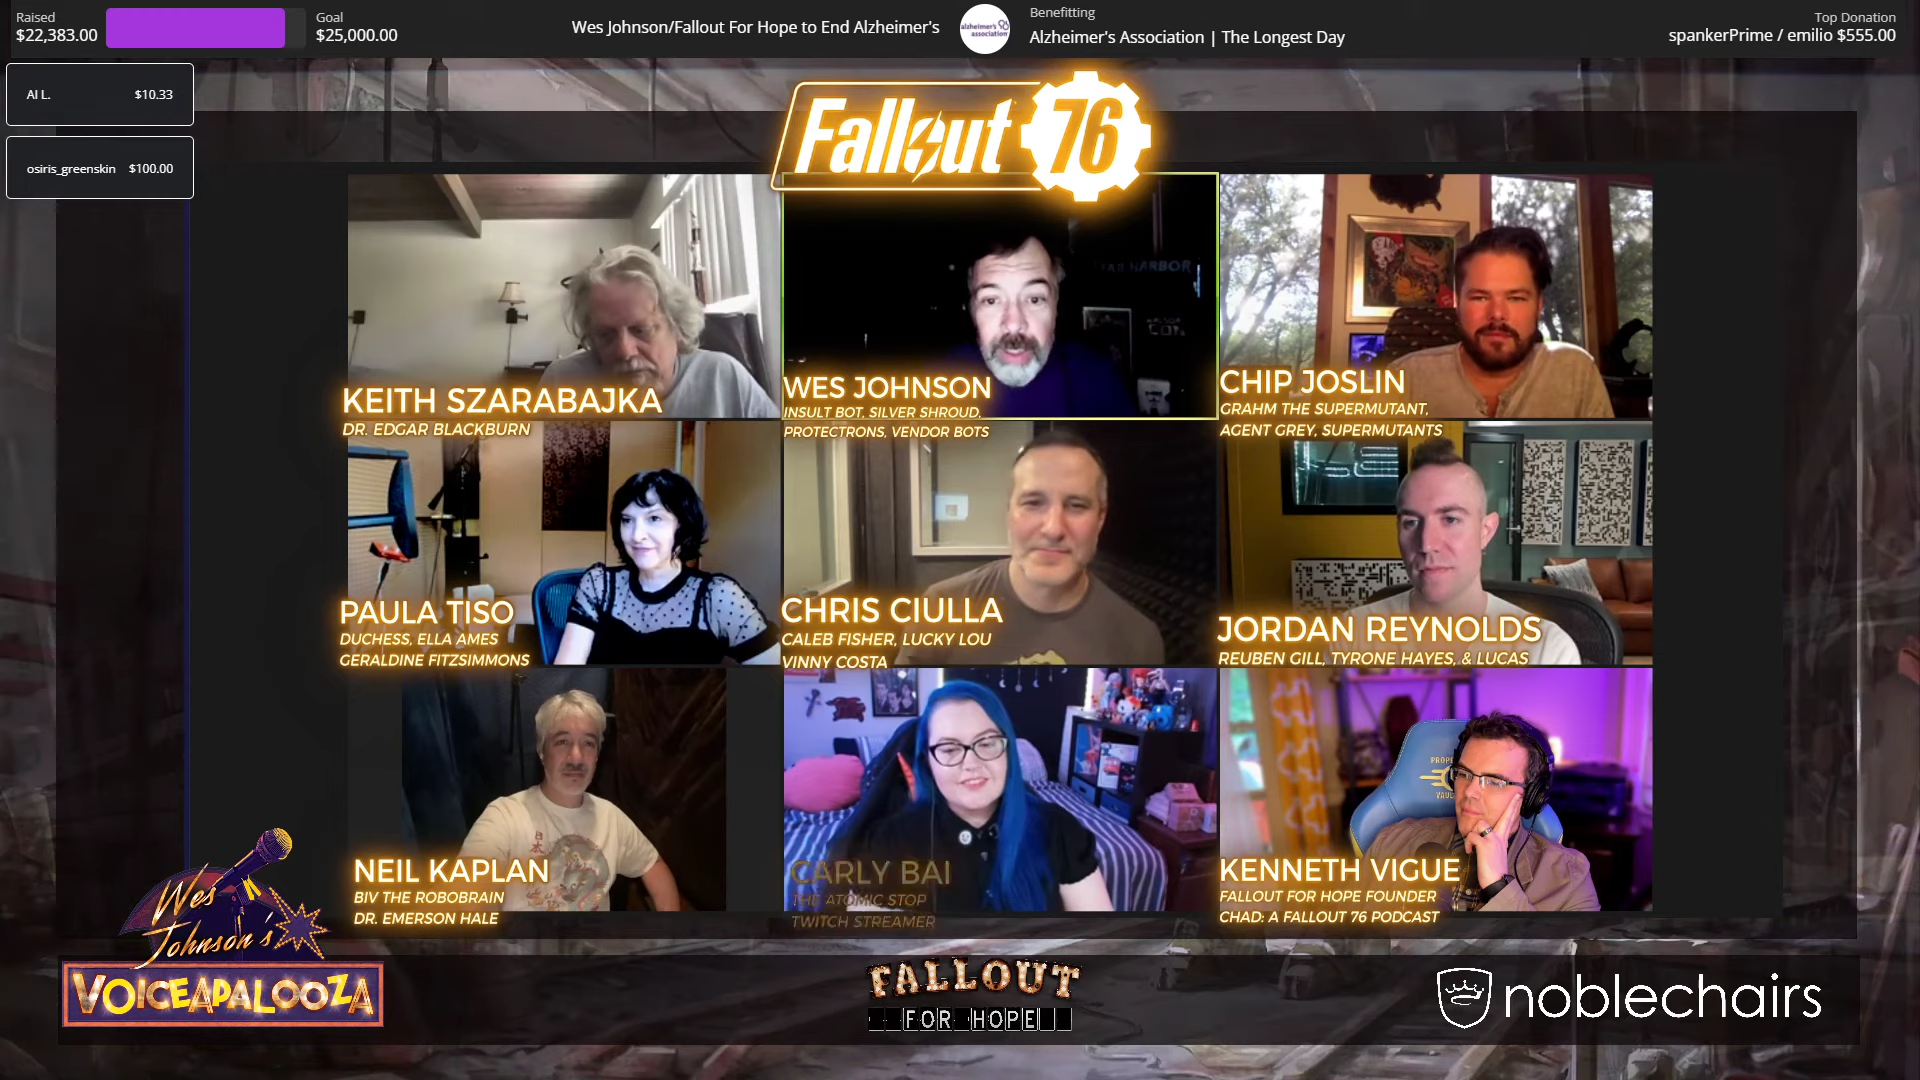 Raised
$22,383.00
Goal
$25,000.00
Wes Johnson/Fallout For Hope to End Alzheimer's
alzheimer's
association
Benefitting
Alzheimer's Association | The Longest Day
Top Donation
spankerPrime / emilio $555.00
Al L. $10.33
osiris_greenskin $100.00
Fallout 76
KEITH SZARABAJKA
DR. EDGAR BLACKBURN
WES JOHNSON
INSULT BOT, SILVER SHROUD,
PROTECTRONS, VENDOR BOTS
CHIP JOSLIN
GRAHM THE SUPERMUTANT,
AGENT GREY, SUPERMUTANTS
PAULA TISO
DUCHESS, ELLA AMES
GERALDINE FITZSIMMONS
CHRIS CIULLA
CALEB FISHER, LUCKY LOU
VINNY COSTA
JORDAN REYNOLDS
REUBEN GILL, TYRONE HAYES, & LUCAS
NEIL KAPLAN
BIV THE ROBOBRAIN
DR. EMERSON HALE
CARLY BAI
THE ATOMIC STOP
TWITCH STREAMER
KENNETH VIGUE
FALLOUT FOR HOPE FOUNDER
CHAD: A FALLOUT 76 PODCAST
Wes
Johnson's
VOICEAPALOOZA
FALLOUT
FOR HOPE
noblechairs